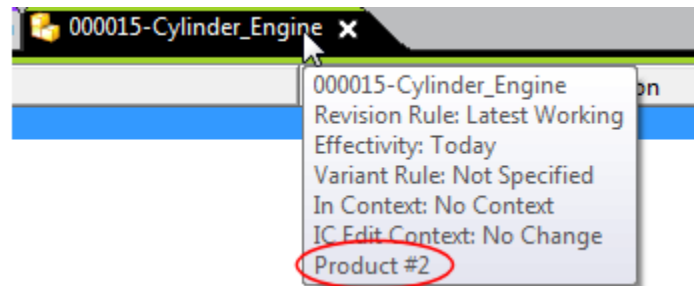 000015-Cylinder_Engine
000015-Cylinder_Engine
Revision Rule: Latest Working
Effectivity: Today
Variant Rule: Not Specified
In Context: No Context
IC Edit Context: No Change
Product #2